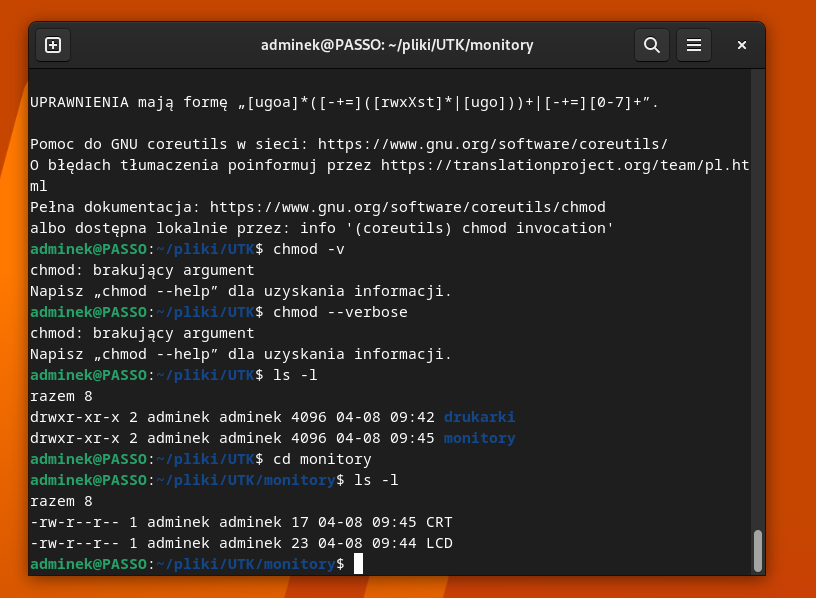 adminek@PASSO: ~/pliki/UTK/monitory
UPRAWNIENIA mają formę „[ugoa]*([-+=]([rwxXst]*|[ugo]))+|[-+=][0-7]+”.
Pomoc do GNU coreutils w sieci: https://www.gnu.org/software/coreutils/
O błędach tłumaczenia poinformuj przez https://translationproject.org/team/pl.ht
ml
Pełna dokumentacja: https://www.gnu.org/software/coreutils/chmod
albo dostępna lokalnie przez: info '(coreutils) chmod invocation'
adminek@PASSO:~/pliki/UTK$ chmod -v
chmod: brakujący argument
Napisz „chmod --help” dla uzyskania informacji.
adminek@PASSO:~/pliki/UTK$ chmod --verbose
chmod: brakujący argument
Napisz „chmod --help” dla uzyskania informacji.
adminek@PASSO:~/pliki/UTK$ ls -l
razem 8
drwxr-xr-x 2 adminek adminek 4096 04-08 09:42 drukarki
drwxr-xr-x 2 adminek adminek 4096 04-08 09:45 monitory
adminek@PASSO:~/pliki/UTK$ cd monitory
adminek@PASSO:~/pliki/UTK/monitory$ ls -l
razem 8
-rw-r--r-- 1 adminek adminek 17 04-08 09:45 CRT
-rw-r--r-- 1 adminek adminek 23 04-08 09:44 LCD
adminek@PASSO:~/pliki/UTK/monitory$